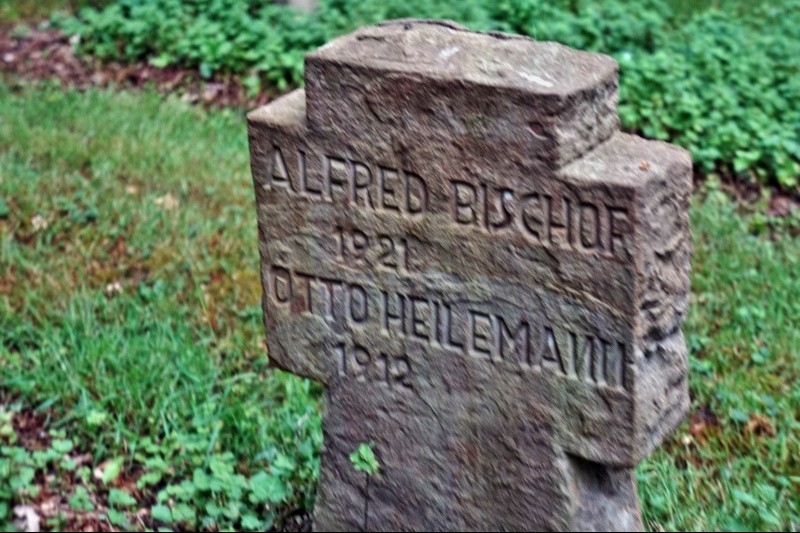 ALFRED BISCHOF
1921
OTTO HEILEMANN
1912